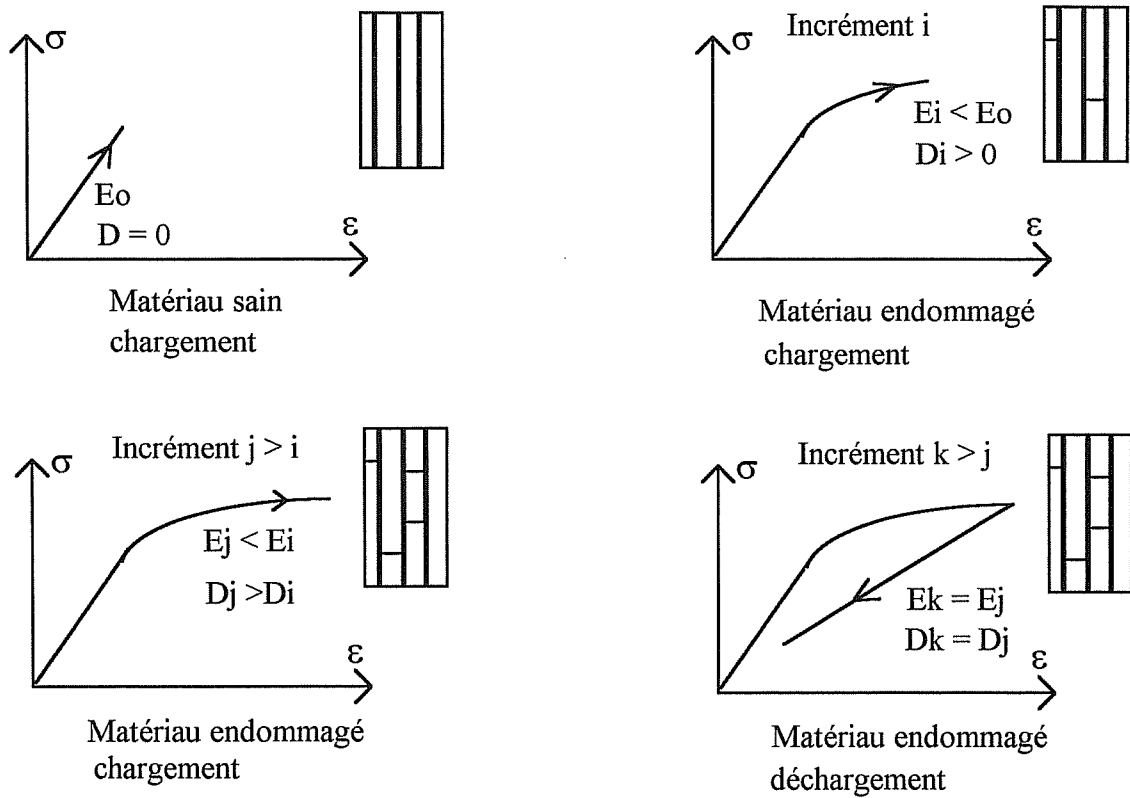 σ
Eo
D = 0
ε
Matériau sain
chargement
Incrément i
σ
Ei < Eo
Di > 0
ε
Matériau endommagé
chargement
Incrément j > i
σ
Ej < Ei
Dj >Di
ε
Matériau endommagé
chargement
Incrément k > j
σ
Ek = Ej
Dk = Dj
ε
Matériau endommagé
déchargement